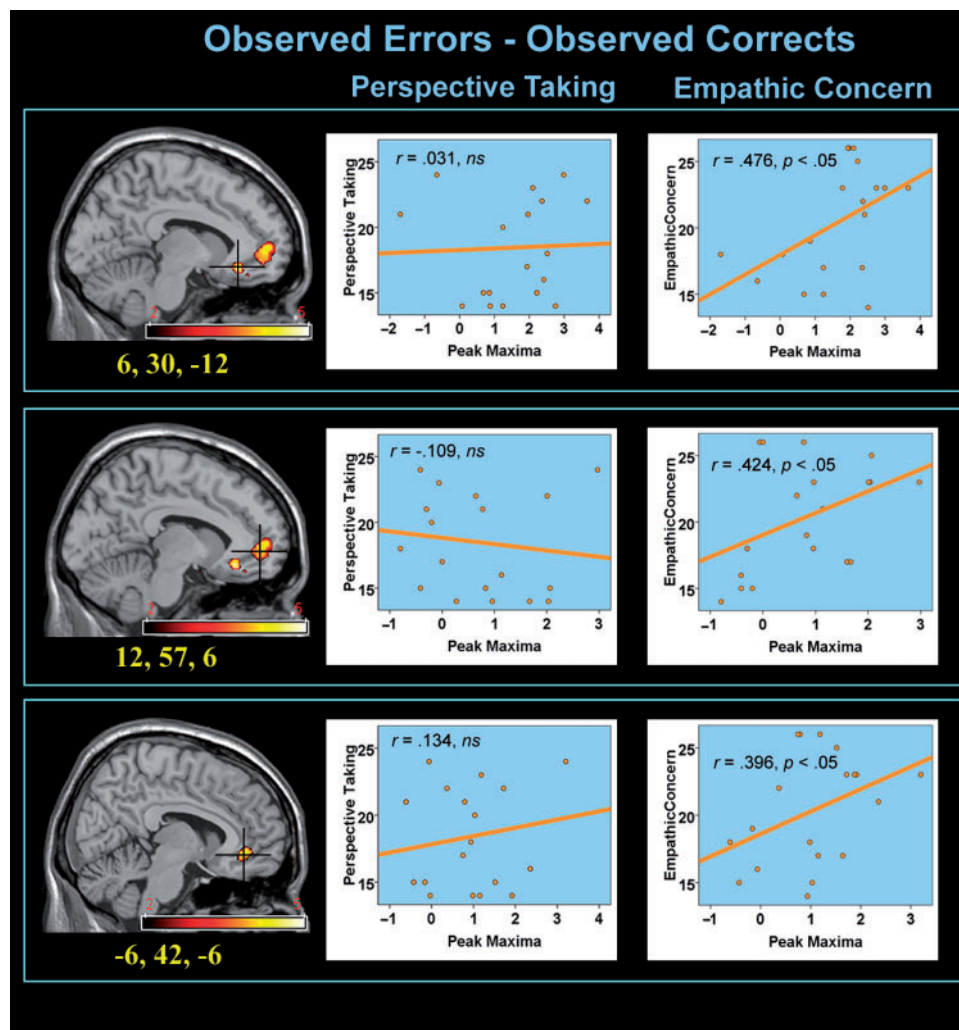 Observed Errors - Observed Corrects
Perspective Taking
Empathic Concern
2
5
6, 30, -12
r = .031, ns
Perspective Taking
25
20
15
-2 -1 0 1 2 3 4
Peak Maxima
r = .476, p < .05
EmpathicConcern
25
20
15
-2 -1 0 1 2 3 4
Peak Maxima
2
5
12, 57, 6
r = -.109, ns
Perspective Taking
25
20
15
-1 0 1 2 3
Peak Maxima
r = .424, p < .05
EmpathicConcern
25
20
15
-1 0 1 2 3
Peak Maxima
2
5
-6, 42, -6
r = .134, ns
Perspective Taking
25
20
15
-1 0 1 2 3 4
Peak Maxima
r = .396, p < .05
EmpathicConcern
25
20
15
-1 0 1 2 3
Peak Maxima